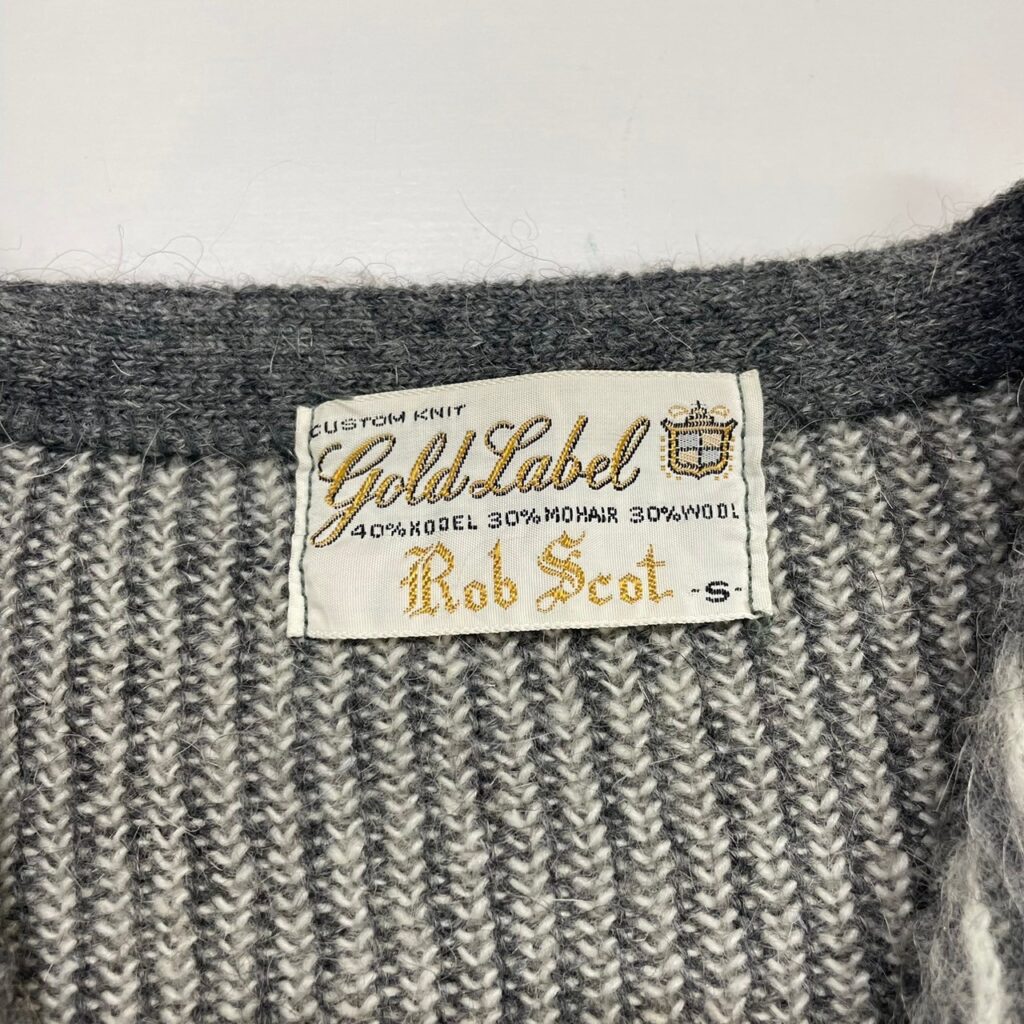 CUSTOM KNIT
Gold Label
40% KODEL 30% MOHAIR 30% WOOL
Rob Scot -S-